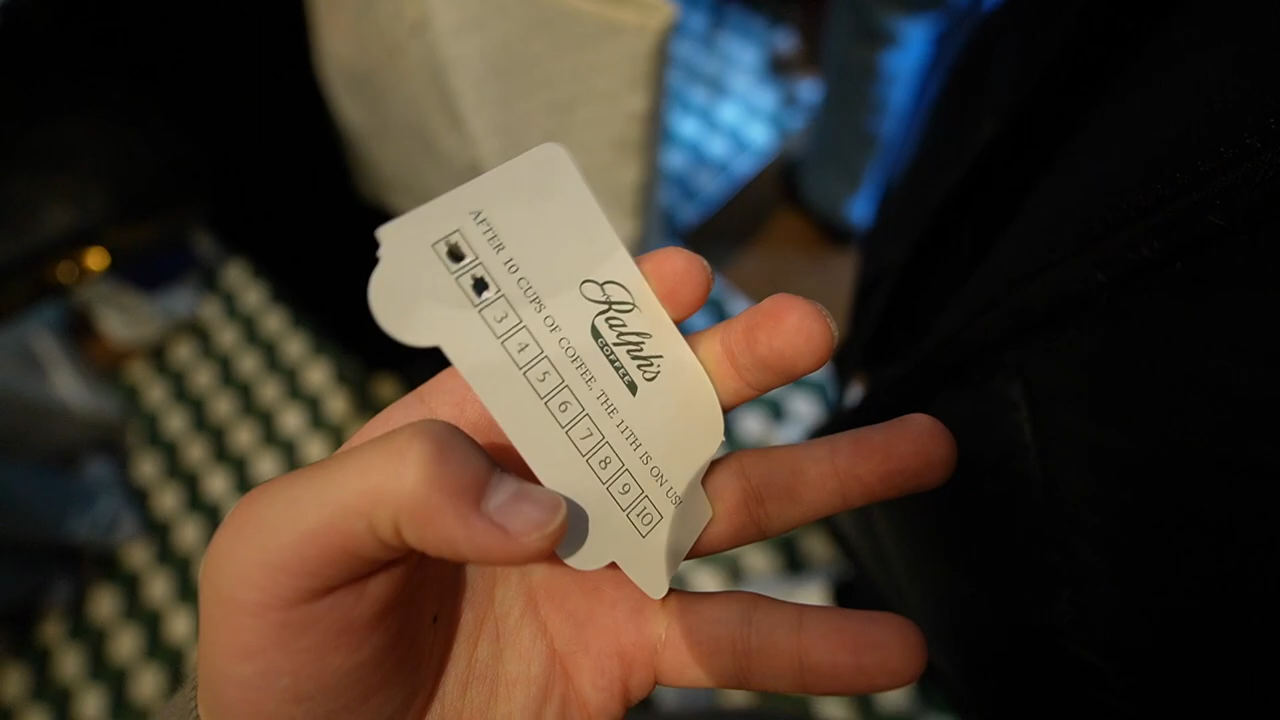 Ralph's
COFFEE
AFTER 10 CUPS OF COFFEE, THE 11TH IS ON US!
3 4 5 6 7 8 9 10